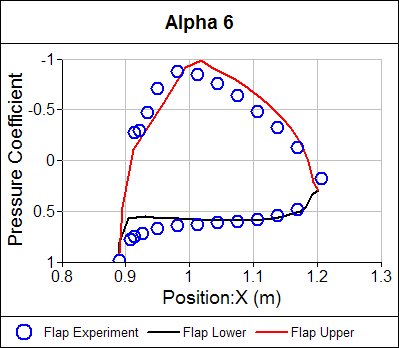 Alpha 6
Pressure Coefficient
-1
-0.5
0
0.5
1
0.8 0.9 1 1.1 1.2 1.3
Position:X (m)
Flap Experiment Flap Lower Flap Upper